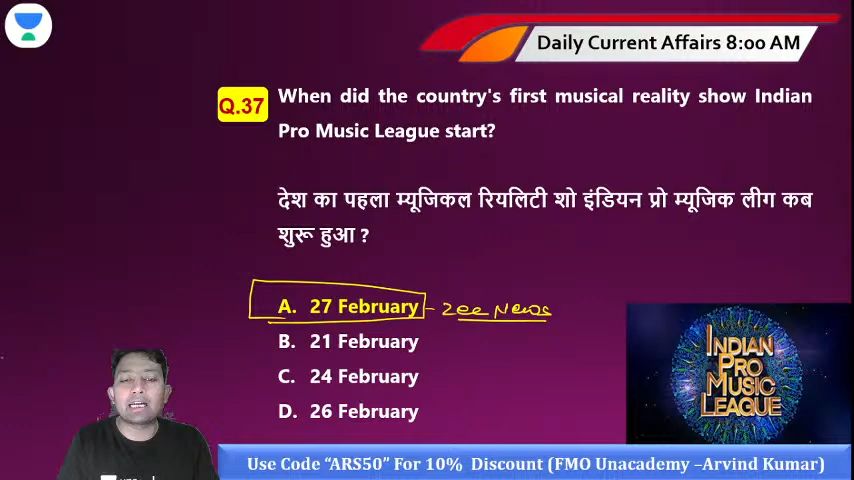 Daily Current Affairs 8:00 AM
Q.37
When did the country's first musical reality show Indian
Pro Music League start?
देश का पहला म्यूजिकल रियलिटी शो इंडियन प्रो म्यूजिक लीग कब
शुरू हुआ ?
A. 27 February - Zee News
B. 21 February
C. 24 February
D. 26 February
INDIAN
PRO
MUSIC
LEAGUE
Use Code “ARS50” For 10% Discount (FMO Unacademy –Arvind Kumar)